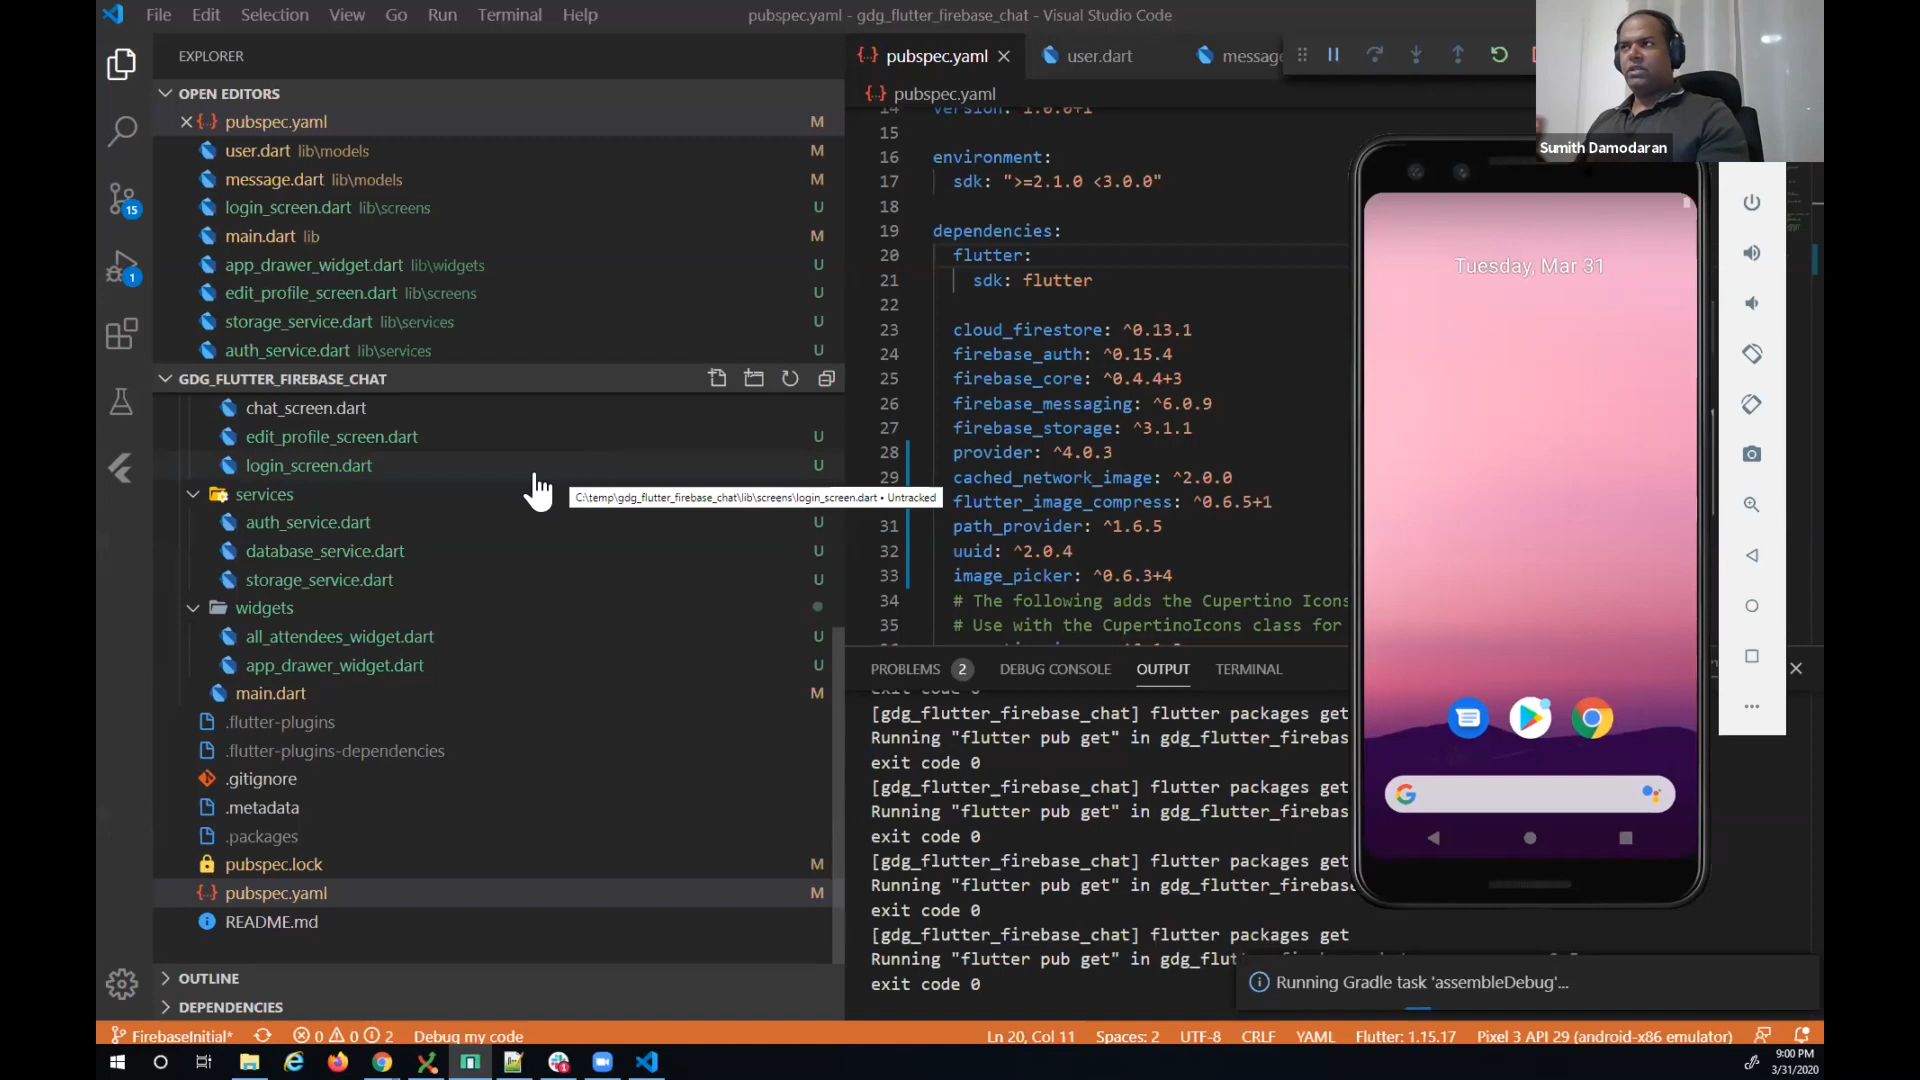 File Edit Selection View Go Run Terminal Help
pubspec.yaml - gdg_flutter_firebase_chat - Visual Studio Code
EXPLORER
OPEN EDITORS
pubspec.yaml M
user.dart lib\models M
message.dart lib\models M
login_screen.dart lib\screens U
main.dart lib M
app_drawer_widget.dart lib\widgets U
edit_profile_screen.dart lib\screens U
storage_service.dart lib\services U
auth_service.dart lib\services U
GDG_FLUTTER_FIREBASE_CHAT
chat_screen.dart
edit_profile_screen.dart U
login_screen.dart U
C:\temp\gdg_flutter_firebase_chat\lib\screens\login_screen.dart • Untracked
services
auth_service.dart U
database_service.dart U
storage_service.dart U
widgets
all_attendees_widget.dart U
app_drawer_widget.dart U
main.dart M
.flutter-plugins
.flutter-plugins-dependencies
.gitignore
.metadata
.packages
pubspec.lock M
pubspec.yaml M
README.md
OUTLINE
DEPENDENCIES
15
1
pubspec.yaml
user.dart
message
pubspec.yaml
14 version: 1.0.0+1
15
16 environment:
17 sdk: ">=2.1.0 <3.0.0"
18
19 dependencies:
20 flutter:
21 sdk: flutter
22
23 cloud_firestore: ^0.13.1
24 firebase_auth: ^0.15.4
25 firebase_core: ^0.4.4+3
26 firebase_messaging: ^6.0.9
27 firebase_storage: ^3.1.1
28 provider: ^4.0.3
29 cached_network_image: ^2.0.0
flutter_image_compress: ^0.6.5+1
31 path_provider: ^1.6.5
32 uuid: ^2.0.4
33 image_picker: ^0.6.3+4
34 # The following adds the Cupertino Icons
35 # Use with the CupertinoIcons class for
PROBLEMS 2 DEBUG CONSOLE OUTPUT TERMINAL
exit code 0
[gdg_flutter_firebase_chat] flutter packages get
Running "flutter pub get" in gdg_flutter_firebas
exit code 0
[gdg_flutter_firebase_chat] flutter packages get
Running "flutter pub get" in gdg_flutter_firebas
exit code 0
[gdg_flutter_firebase_chat] flutter packages get
Running "flutter pub get" in gdg_flutter_firebase
exit code 0
[gdg_flutter_firebase_chat] flutter packages get
Running "flutter pub get" in gdg_flu
exit code 0
Running Gradle task 'assembleDebug'...
Sumith Damodaran
Tuesday, Mar 31
FirebaseInitial* 0 0 2 Debug my code
Ln 20, Col 11 Spaces: 2 UTF-8 CRLF YAML Flutter: 1.15.17 Pixel 3 API 29 (android-x86 emulator)
9:00 PM
3/31/2020